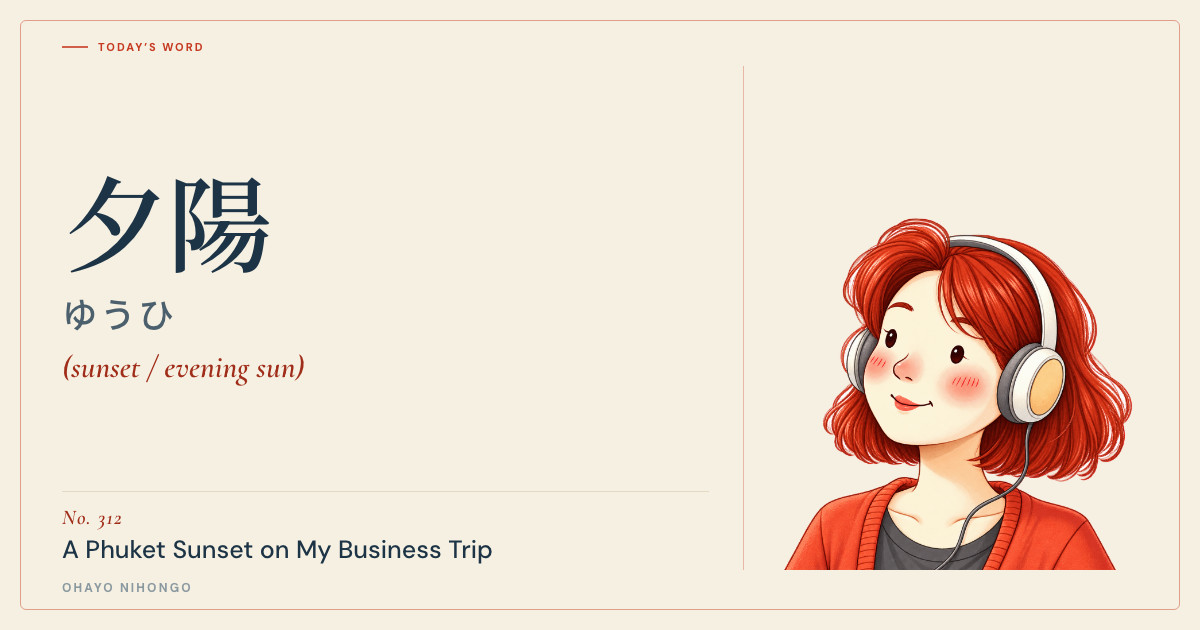 TODAY'S WORD
夕陽
ゆうひ
(sunset / evening sun)
No. 312
A Phuket Sunset on My Business Trip
OHAYO NIHONGO